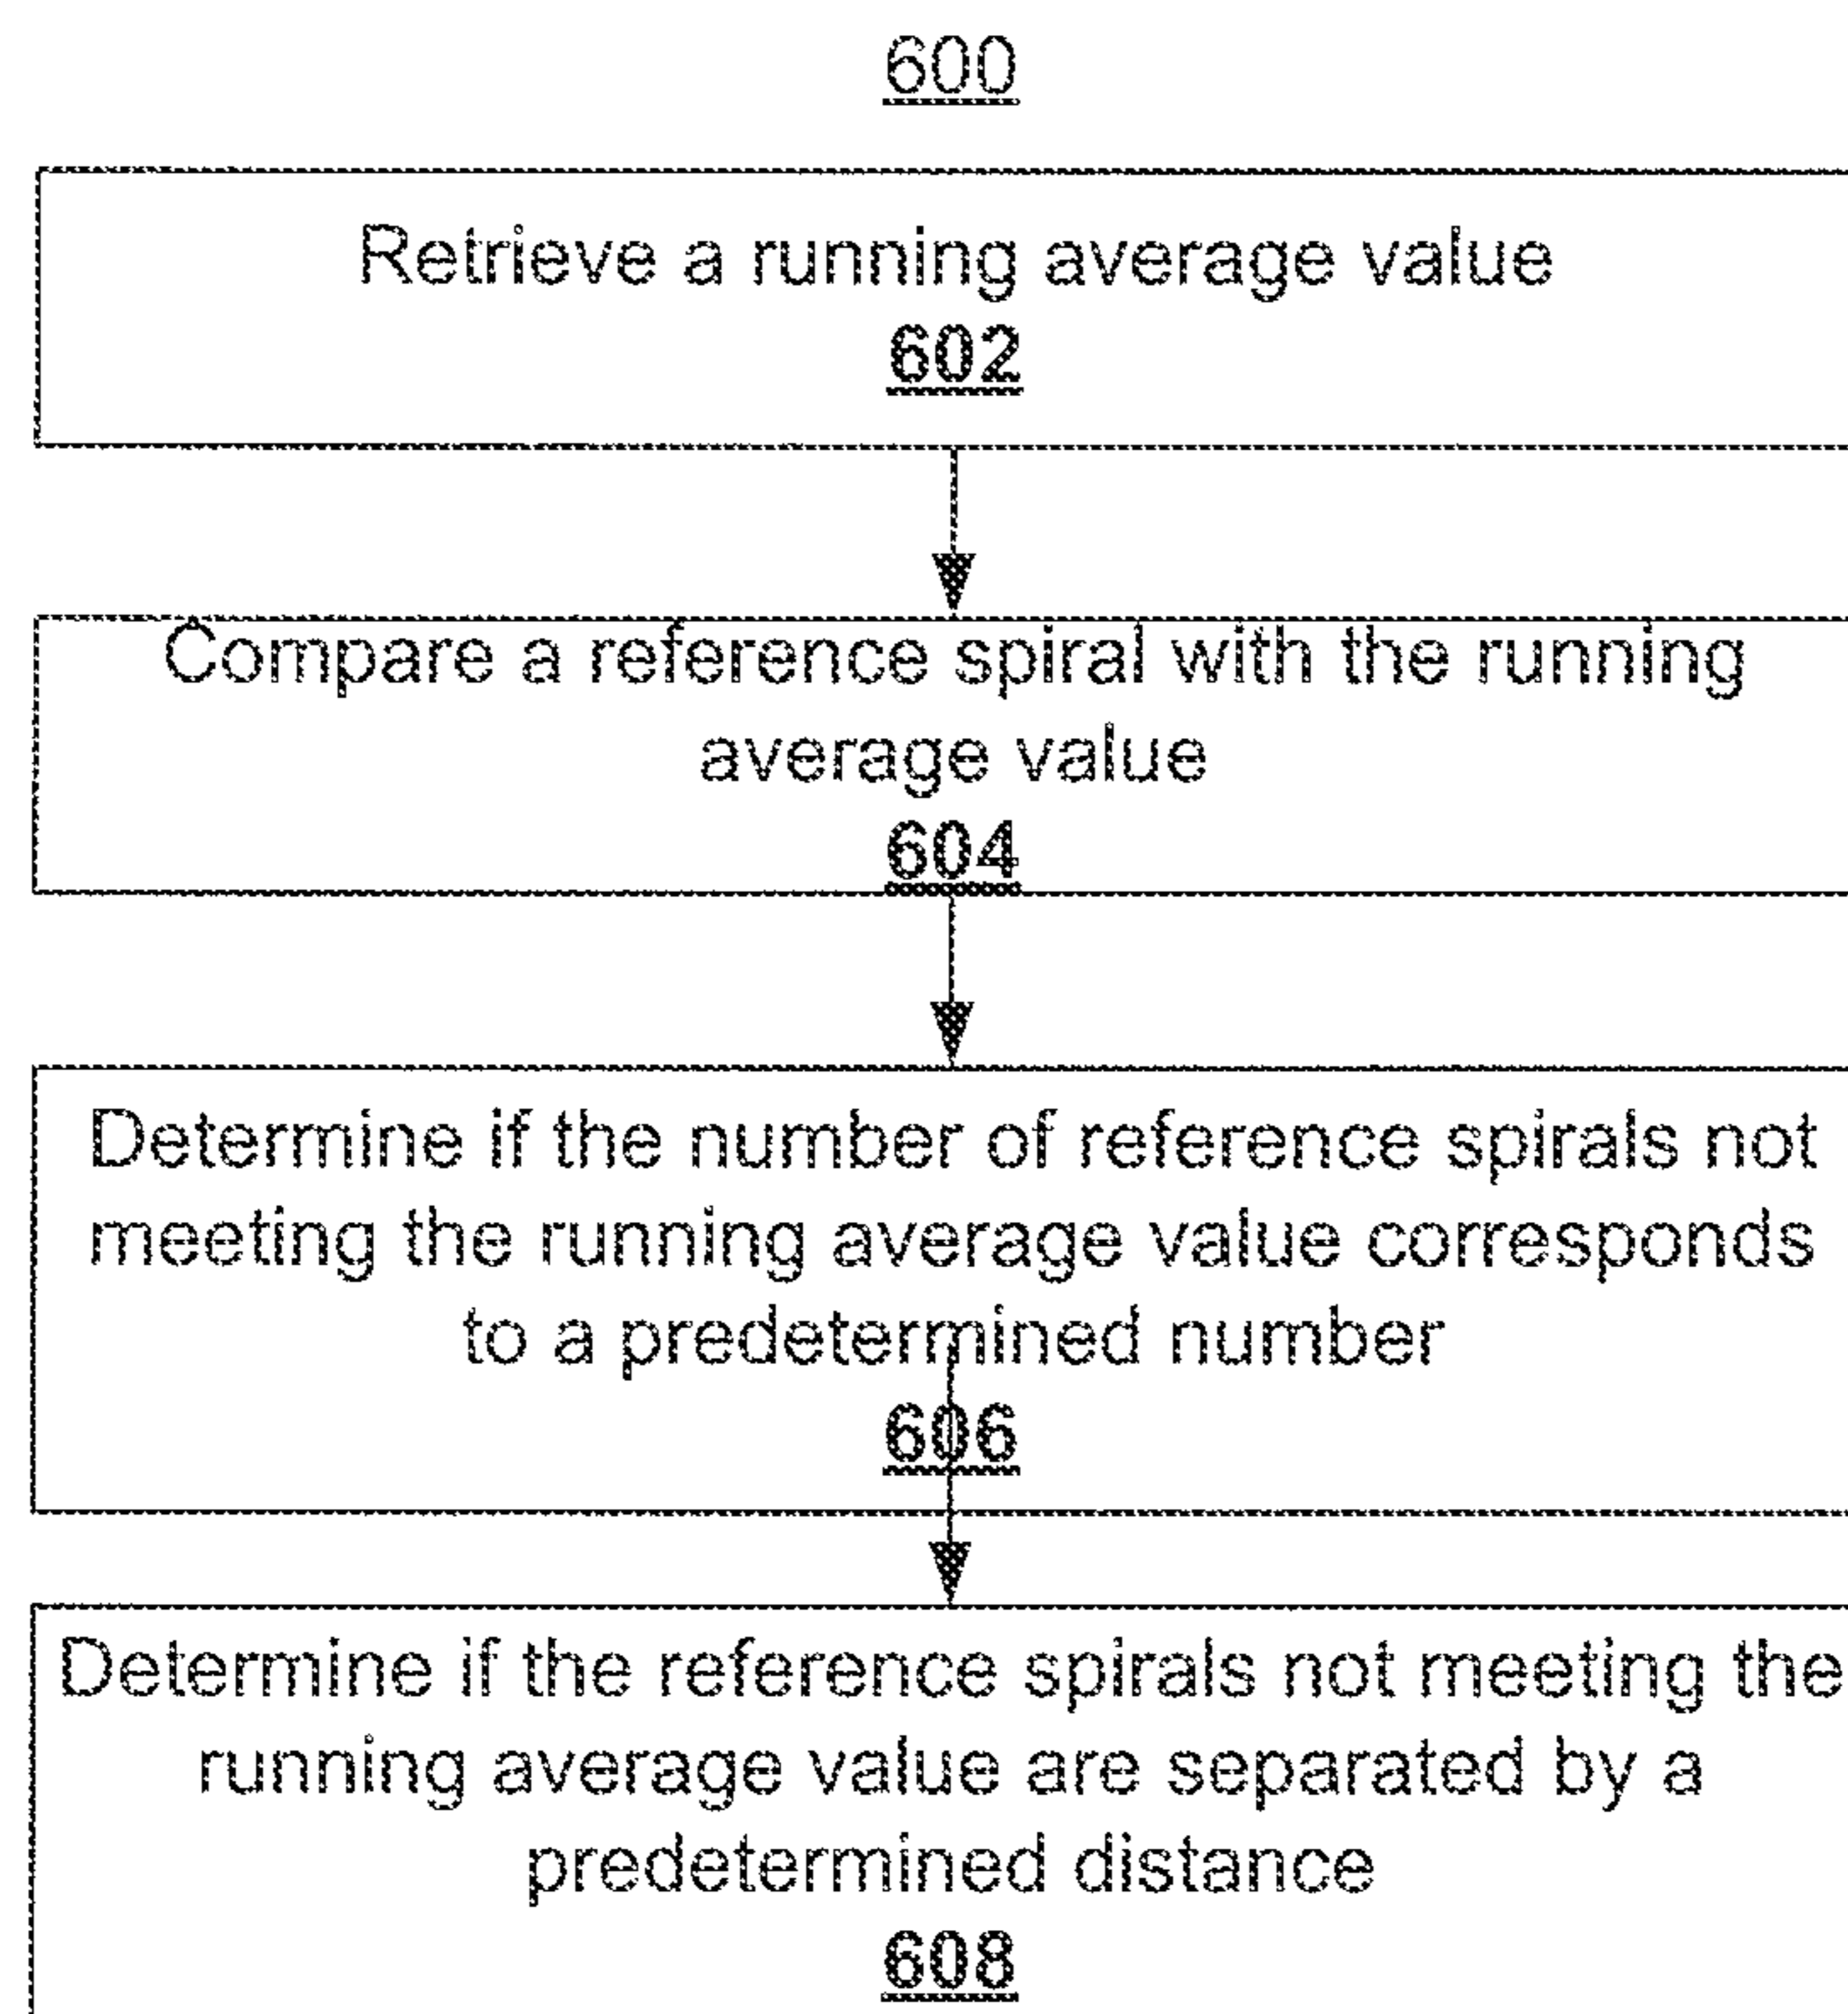 600
Retrieve a running average value
602
Compare a reference spiral with the running
average value
604
Determine if the number of reference spirals not
meeting the running average value corresponds
to a predetermined number
606
Determine if the reference spirals not meeting the
running average value are separated by a
predetermined distance
608